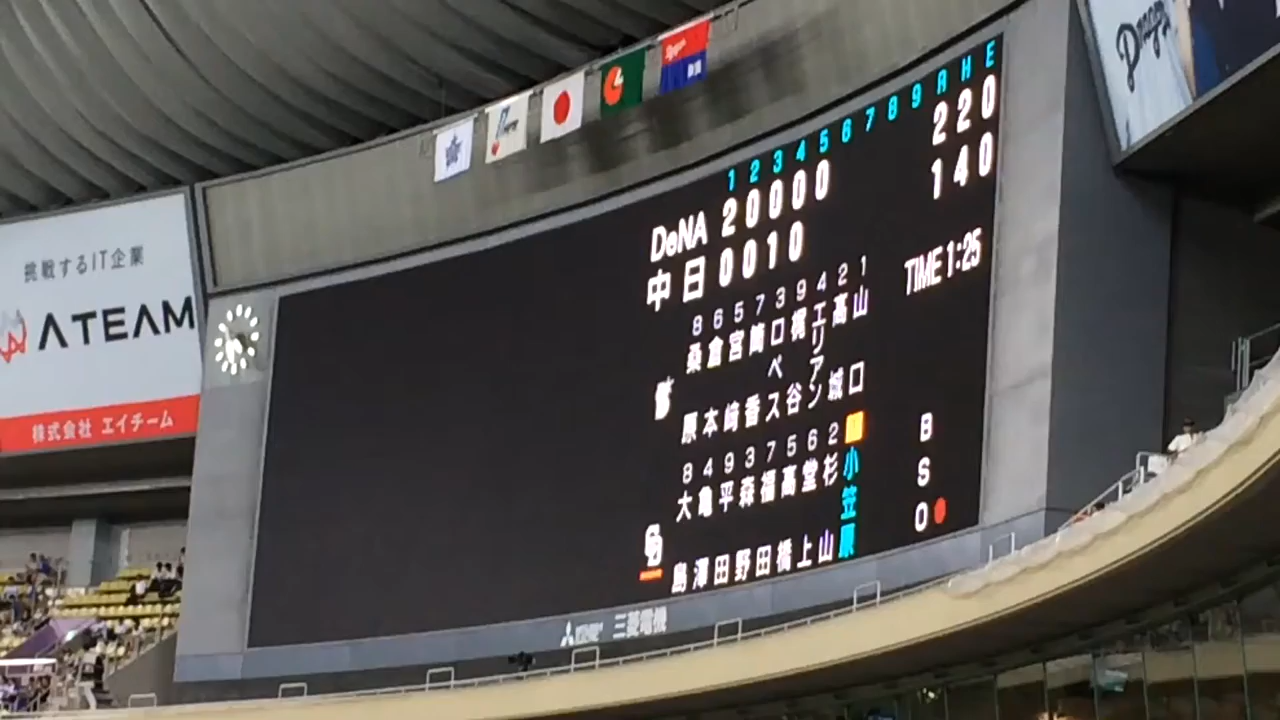 Dragons
1 2 3 4 5 6 7 8 9 R H E
DeNA 2 0 0 0 0 2 2 0
中日 0 0 1 0 1 4 0
TIME 1:25
挑戦するIT企業
ATEAM
株式会社 エイチーム
8 6 5 7 3 9 4 2 1
桑原
倉本
宮﨑
筒香
ロペス
梶谷
エリアン
高城
山口
8 4 9 3 7 5 6 2
大島
亀澤
平田
森野
福田
高橋
堂上
杉山
小笠原
B
S
O
三菱電機